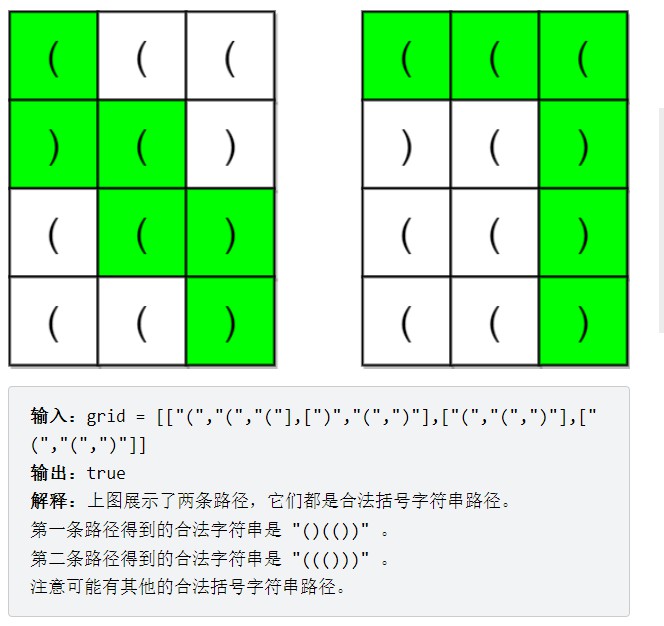 ( ( ( ( ( (
) ( ) ) ( )
( ( ) ( ( )
( ( ) ( ( )
输入：grid = [["(","(","("],[")","(",")"],["(","(",")"],["
(","(",")"]]
输出：true
解释：上图展示了两条路径，它们都是合法括号字符串路径。
第一条路径得到的合法字符串是 "()(())" 。
第二条路径得到的合法字符串是 "((()))" 。
注意可能有其他的合法括号字符串路径。